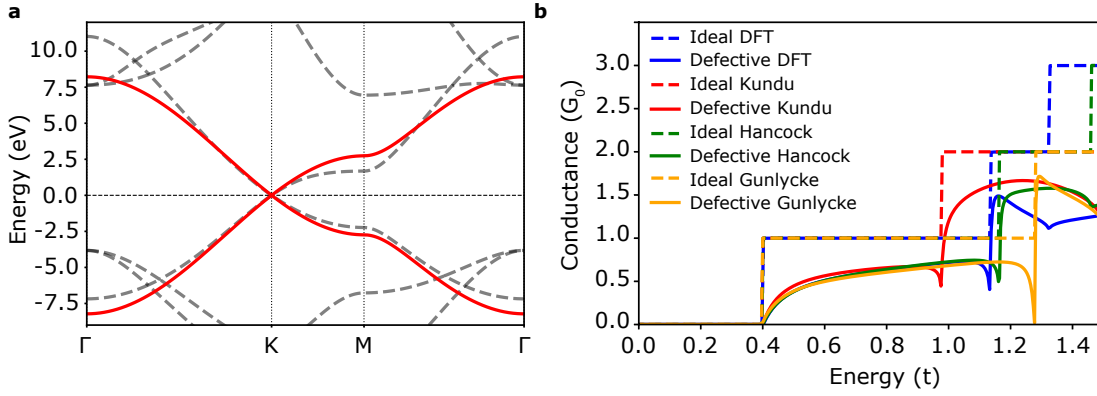 a
Energy (eV)
10.0
7.5
5.0
2.5
0.0
-2.5
-5.0
-7.5
Γ
K
M
Γ
b
Conductance (G₀)
3.0
2.5
2.0
1.5
1.0
0.5
0.0
Ideal DFT
Defective DFT
Ideal Kundu
Defective Kundu
Ideal Hancock
Defective Hancock
Ideal Gunlycke
Defective Gunlycke
0.0
0.2
0.4
0.6
0.8
1.0
1.2
1.4
Energy (t)